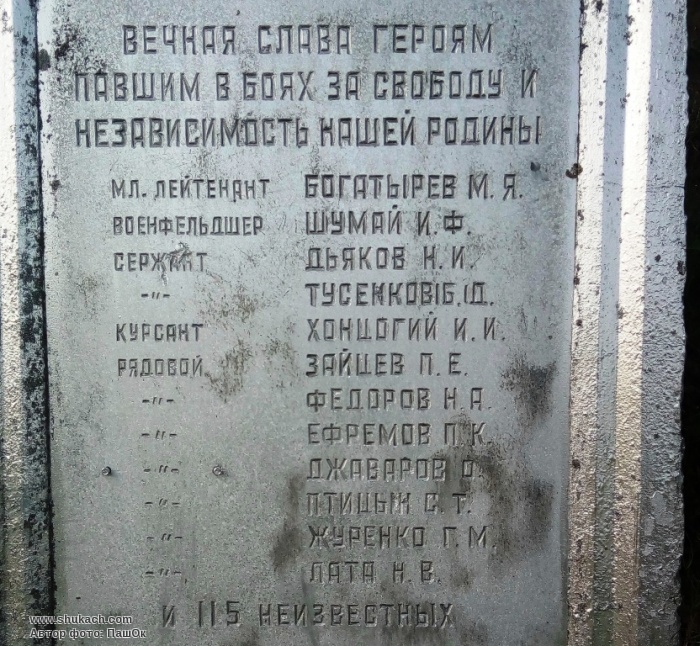 ВЕЧНАЯ СЛАВА ГЕРОЯМ
ПАВШИМ В БОЯХ ЗА СВОБОДУ И
НЕЗАВИСИМОСТЬ НАШЕЙ РОДИНЫ
МЛ. ЛЕЙТЕНАНТ БОГАТЫРЕВ М. Я.
ВОЕНФЕЛЬДШЕР ШУМАЙ И. Ф.
СЕРЖАНТ ДЬЯКОВ Н. И.
-"- Д.
КУРСАНТ ХОНЦОГИЙ И. И.
РЯДОВОЙ ЗАЙЦЕВ П. Е.
-"- ФЕДОРОВ Н. А.
-"- ЕФРЕМОВ П. К.
-"- ДЖАВАРОВ О.
-"- ПТИЦЫН С. Т.
-"- ЖУРЕНКО Г. М.
-"- ЛАТА Н. В.
И 115 НЕИЗВЕСТНЫХ
www.shukach.com
Автор фото: ПашОк